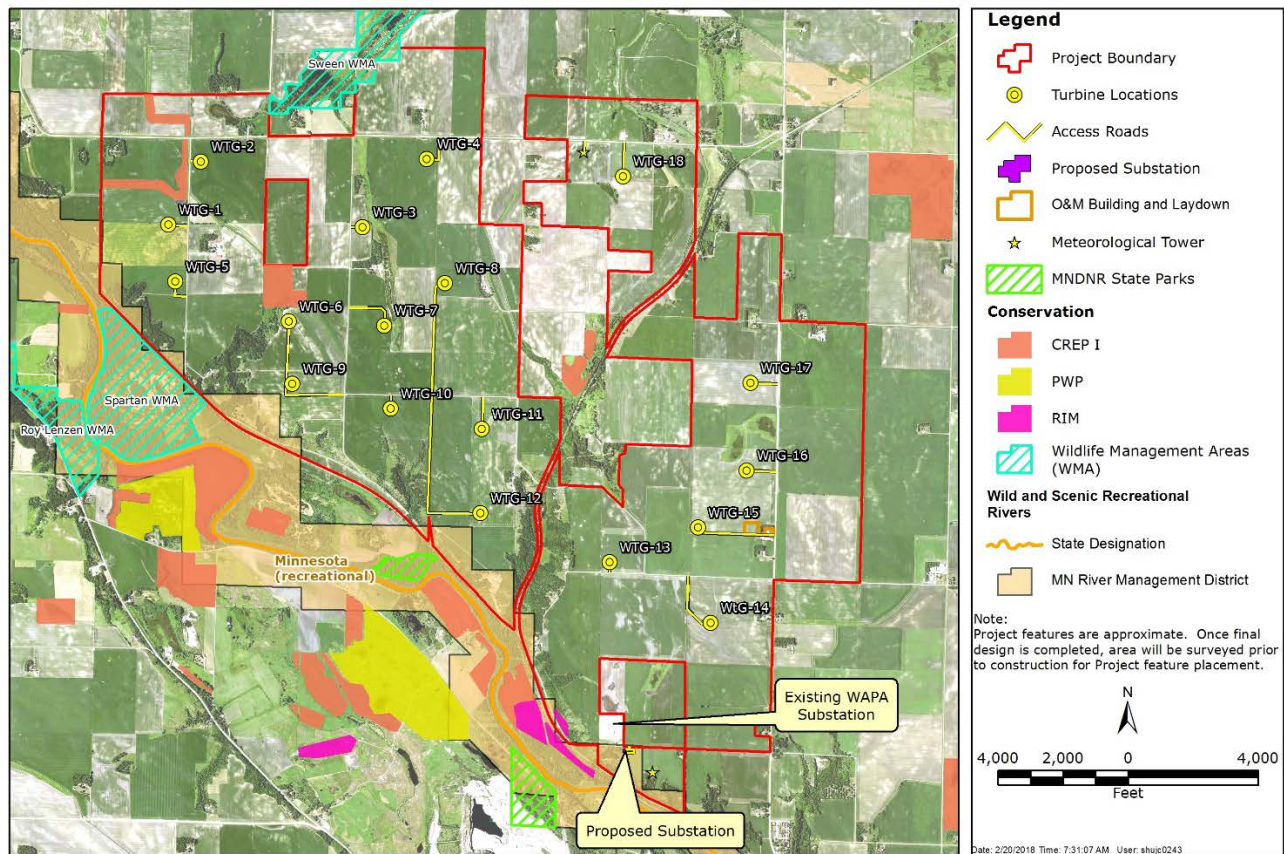 Sween WMA
WTG-2
WTG-4
WTG-18
WTG-1
WTG-3
WTG-5
WTG-8
WTG-6
WTG-7
WTG-9
WTG-17
WTG-10
Spartan WMA
WTG-11
Roy Lenzen WMA
WTG-16
WTG-12
WTG-15
WTG-13
Minnesota
(recreational)
WtG-14
Existing WAPA
Substation
Proposed Substation
Legend
Project Boundary
Turbine Locations
Access Roads
Proposed Substation
O&M Building and Laydown
Meteorological Tower
MNDNR State Parks
Conservation
CREP I
PWP
RIM
Wildlife Management Areas
(WMA)
Wild and Scenic Recreational
Rivers
State Designation
MN River Management District
Note:
Project features are approximate. Once final
design is completed, area will be surveyed prior
to construction for Project feature placement.
N
4,000 2,000 0 4,000
Feet
Date: 2/20/2018 Time: 7:31:07 AM User: shujc0243